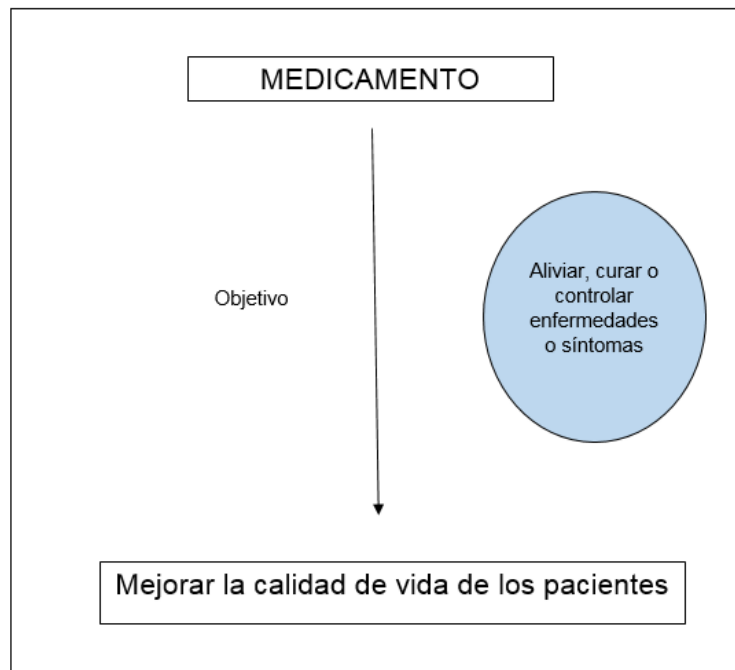 MEDICAMENTO
Objetivo
Aliviar, curar o
controlar
enfermedades
o síntomas
Mejorar la calidad de vida de los pacientes